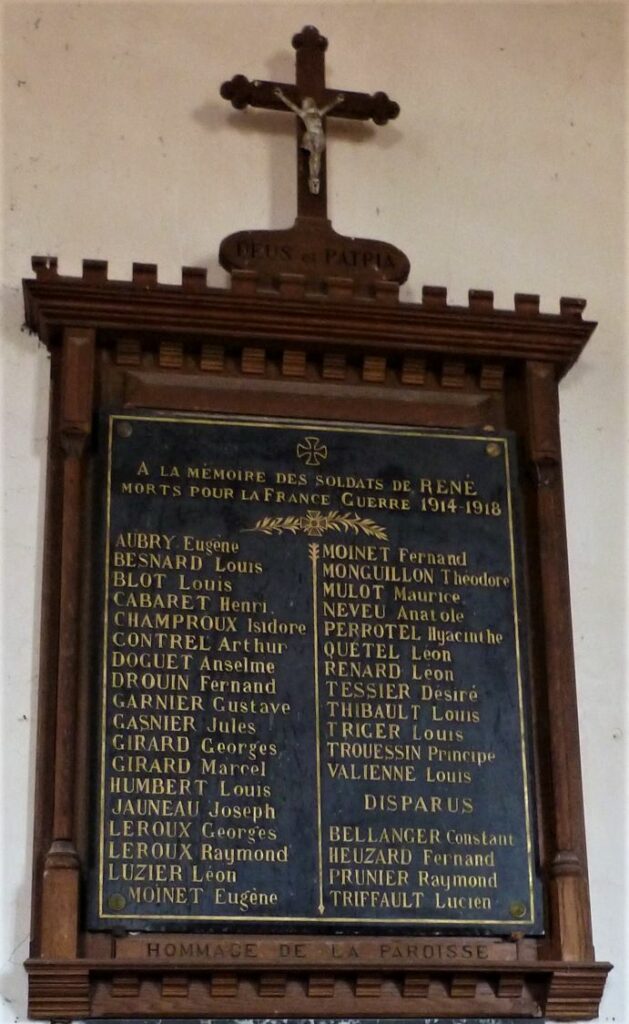 DEUS et PATRIA
A LA MÉMOIRE DES SOLDATS DE RENÉ
MORTS POUR LA FRANCE GUERRE 1914-1918
AUBRY Eugène
BESNARD Louis
BLOT Louis
CABARET Henri
CHAMPROUX Isidore
CONTREL Arthur
DOGUET Anselme
DROUIN Fernand
GARNIER Gustave
GASNIER Jules
GIRARD Georges
GIRARD Marcel
HUMBERT Louis
JAUNEAU Joseph
LEROUX Georges
LEROUX Raymond
LUZIER Léon
MOINET Eugène
MOINET Fernand
MONGUILLON Théodore
MULOT Maurice
NEVEU Anatole
PERROTEL Hyacinthe
QUÉTEL Léon
RENARD Léon
TESSIER Désiré
THIBAULT Louis
TRIGER Louis
TROUESSIN Principe
VALIENNE Louis
DISPARUS
BELLANGER Constant
HEUZARD Fernand
PRUNIER Raymond
TRIFFAULT Lucien
HOMMAGE DE LA PAROISSE